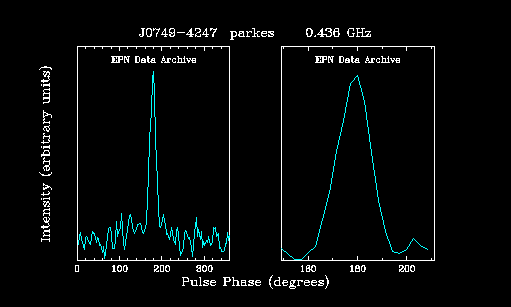 J0749-4247 parkes 0.436 GHz
EPN Data Archive
EPN Data Archive
Intensity (arbitrary units)
0 100 200 300
180 190 200
Pulse Phase (degrees)